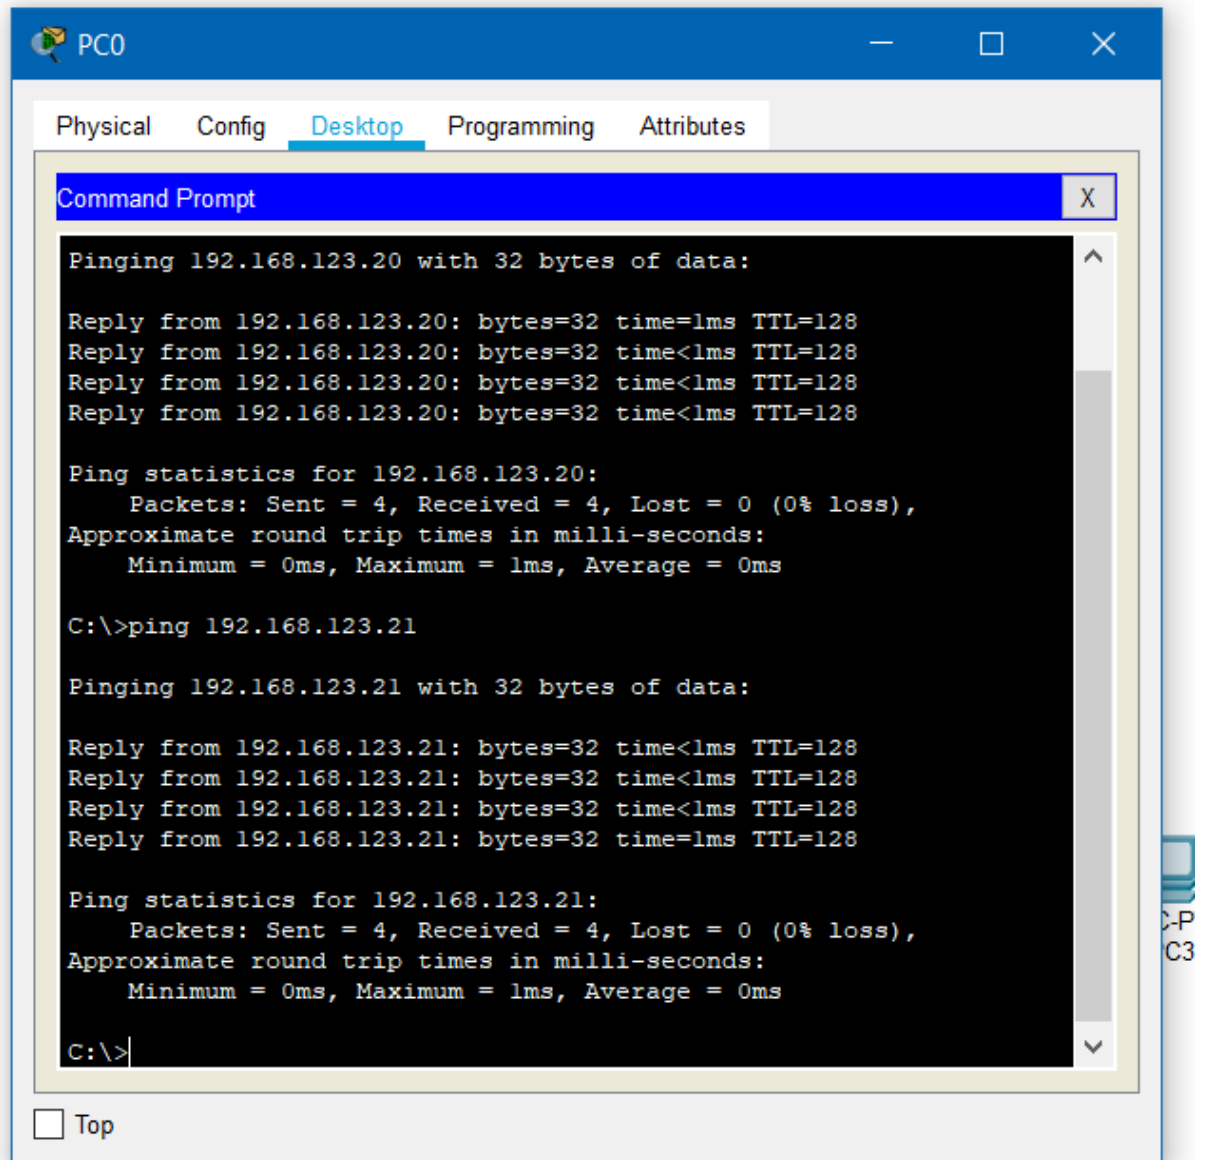 PC0
Physical Config Desktop Programming Attributes
Command Prompt X
Pinging 192.168.123.20 with 32 bytes of data:
Reply from 192.168.123.20: bytes=32 time=1ms TTL=128
Reply from 192.168.123.20: bytes=32 time<1ms TTL=128
Reply from 192.168.123.20: bytes=32 time<1ms TTL=128
Reply from 192.168.123.20: bytes=32 time<1ms TTL=128
Ping statistics for 192.168.123.20:
Packets: Sent = 4, Received = 4, Lost = 0 (0% loss),
Approximate round trip times in milli-seconds:
Minimum = 0ms, Maximum = 1ms, Average = 0ms
C:\>ping 192.168.123.21
Pinging 192.168.123.21 with 32 bytes of data:
Reply from 192.168.123.21: bytes=32 time<1ms TTL=128
Reply from 192.168.123.21: bytes=32 time<1ms TTL=128
Reply from 192.168.123.21: bytes=32 time<1ms TTL=128
Reply from 192.168.123.21: bytes=32 time=1ms TTL=128
Ping statistics for 192.168.123.21:
Packets: Sent = 4, Received = 4, Lost = 0 (0% loss),
Approximate round trip times in milli-seconds:
Minimum = 0ms, Maximum = 1ms, Average = 0ms
C:\>
C-P
C3
Top